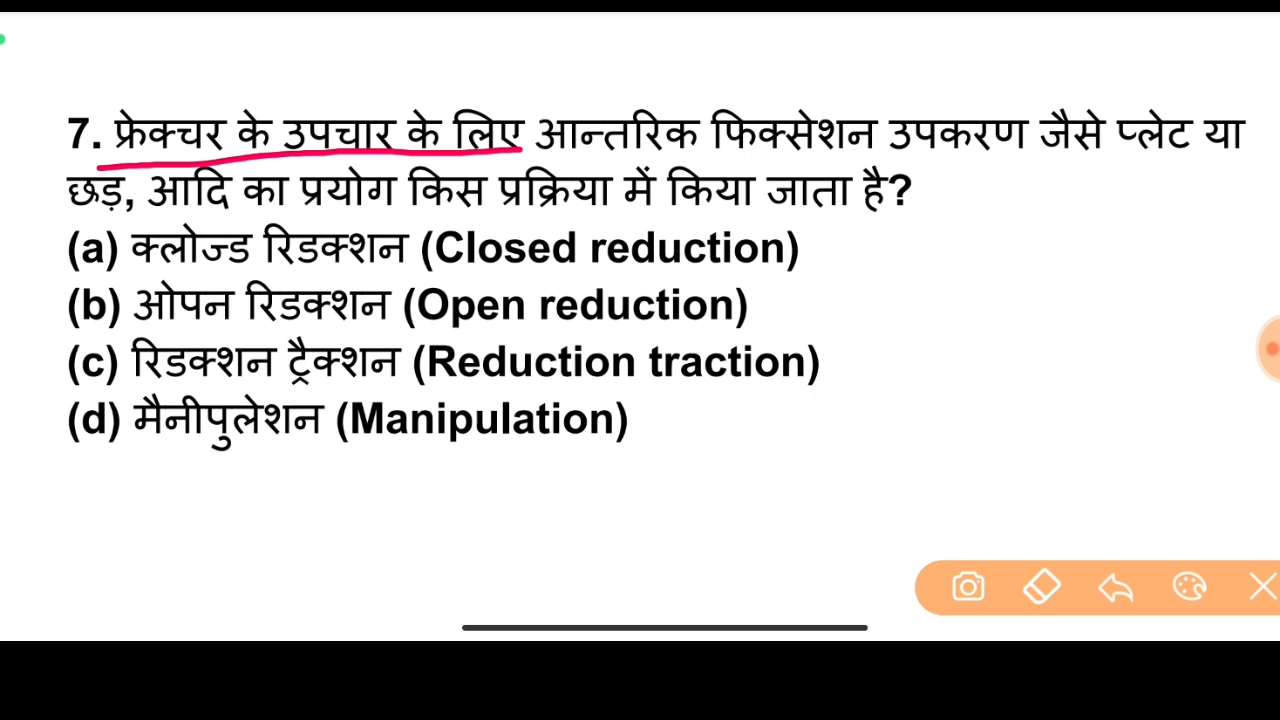 7. फ्रेक्चर के उपचार के लिए आन्तरिक फिक्सेशन उपकरण जैसे प्लेट या
छड़, आदि का प्रयोग किस प्रक्रिया में किया जाता है?
(a) क्लोज्ड रिडक्शन (Closed reduction)
(b) ओपन रिडक्शन (Open reduction)
(c) रिडक्शन ट्रैक्शन (Reduction traction)
(d) मैनीपुलेशन (Manipulation)